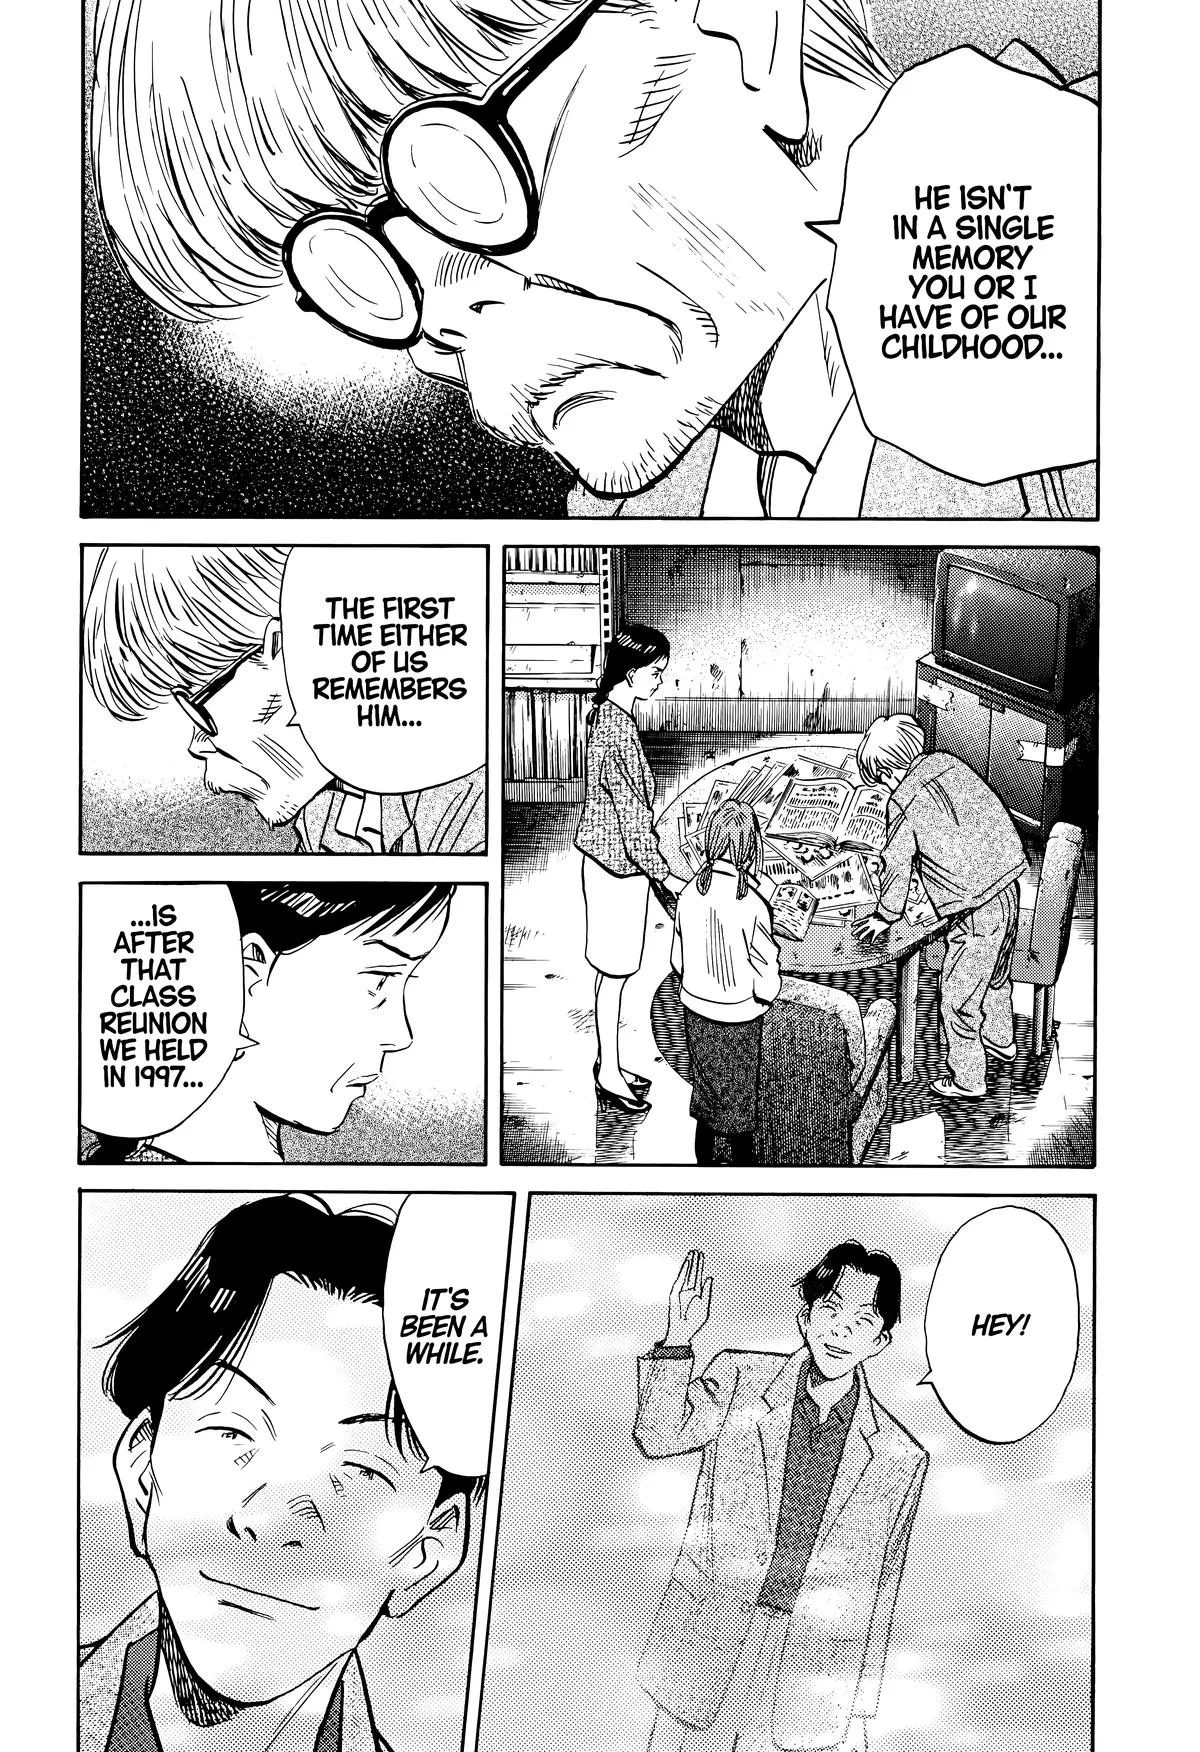 HE ISN'T
IN A SINGLE
MEMORY
YOU OR I
HAVE OF OUR
CHILDHOOD...
THE FIRST
TIME EITHER
OF US
REMEMBERS
HIM...
...IS
AFTER
THAT
CLASS
REUNION
WE HELD
IN 1997...
HEY!
IT'S
BEEN A
WHILE.